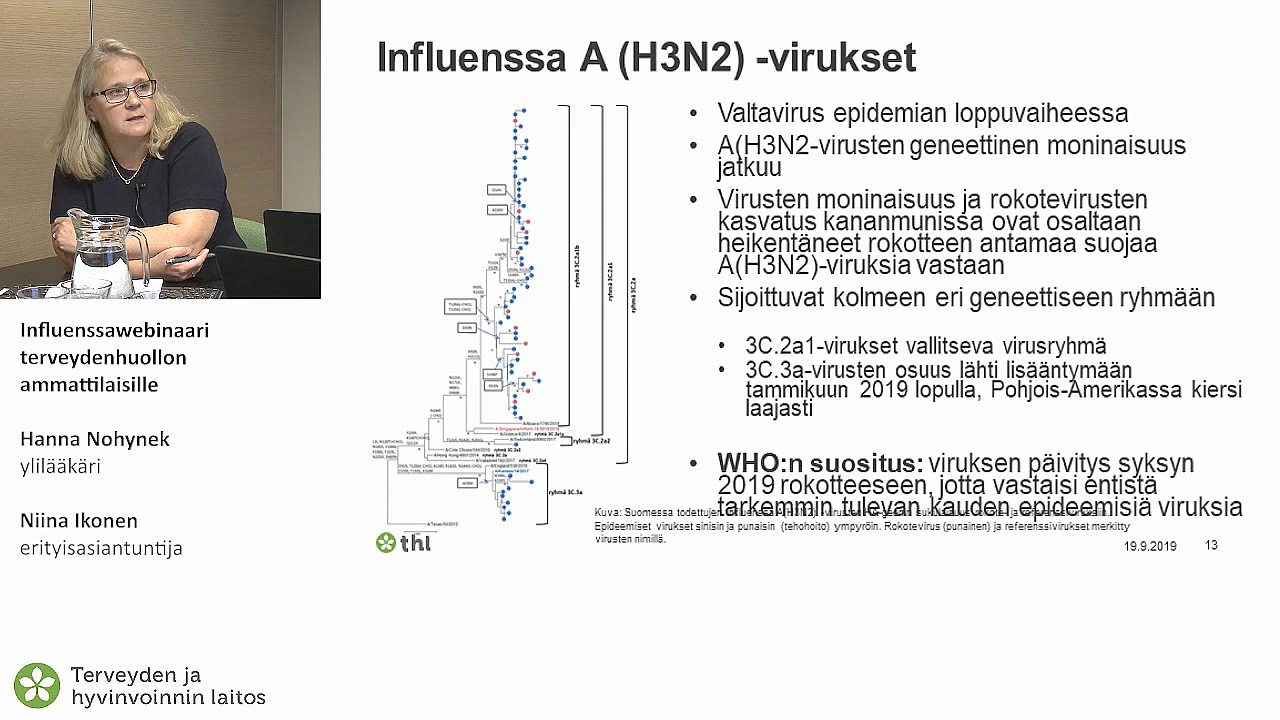 Influenssa A (H3N2) -virukset
• Valtavirus epidemian loppuvaiheessa
• A(H3N2-virusten geneettinen moninaisuus
jatkuu
• Virusten moninaisuus ja rokotevirusten
kasvatus kananmunissa ovat osaltaan
heikentäneet rokotteen antamaa suojaa
A(H3N2)-viruksia vastaan
• Sijoittuvat kolmeen eri geneettiseen ryhmään
• 3C.2a1-virukset vallitseva virusryhmä
• 3C.3a-virusten osuus lähti lisääntymään
tammikuun 2019 lopulla, Pohjois-Amerikassa kiersi
laajasti
• WHO:n suositus: viruksen päivitys syksyn
2019 rokotteeseen, jotta vastaisi entistä
tarkemmin tulevan kauden epideemisiä viruksia
Kuva: Suomessa todettujen
Epideemiset virukset sinisin ja punaisin (tehohoito) ympyröin. Rokotevirus (punainen) ja referenssivirukset merkitty
virusten nimillä.
19.9.2019 13
ryhmä 3C.2a1b
ryhmä 3C.2a1
ryhmä 3C.2a
ryhmä 3C.2a2
ryhmä 3C.3a
thl
Influenssawebinaari
terveydenhuollon
ammattilaisille
Hanna Nohynek
ylilääkäri
Niina Ikonen
erityisasiantuntija
Terveyden ja
hyvinvoinnin laitos